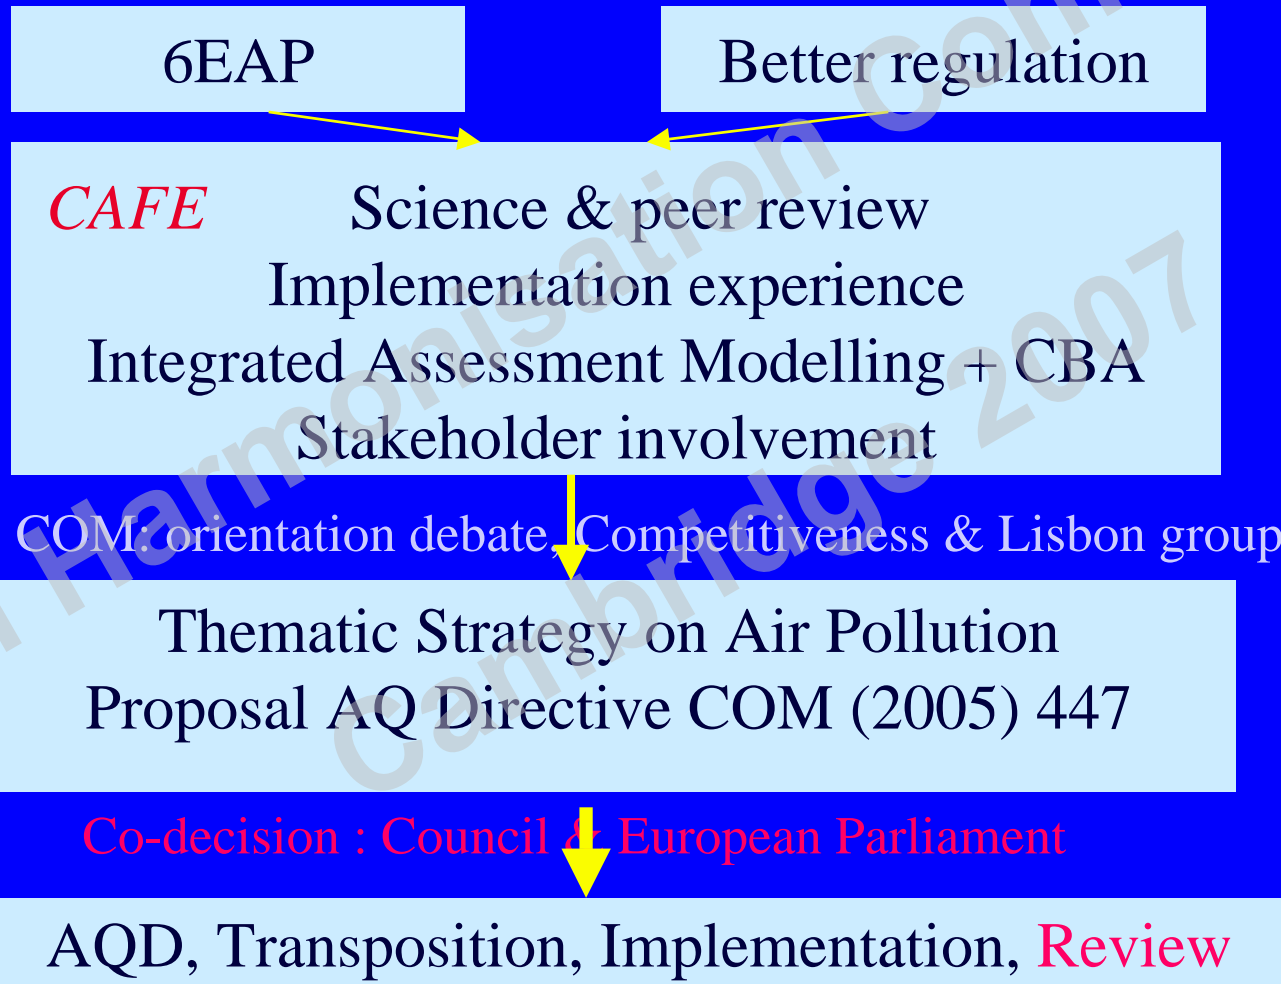 6EAP
Better regulation
CAFE Science & peer review
Implementation experience
Integrated Assessment Modelling + CBA
Stakeholder involvement
COM: orientation debate, Competitiveness & Lisbon group
Thematic Strategy on Air Pollution
Proposal AQ Directive COM (2005) 447
Co-decision : Council & European Parliament
AQD, Transposition, Implementation, Review
Harmonisation
Cambridge 2007